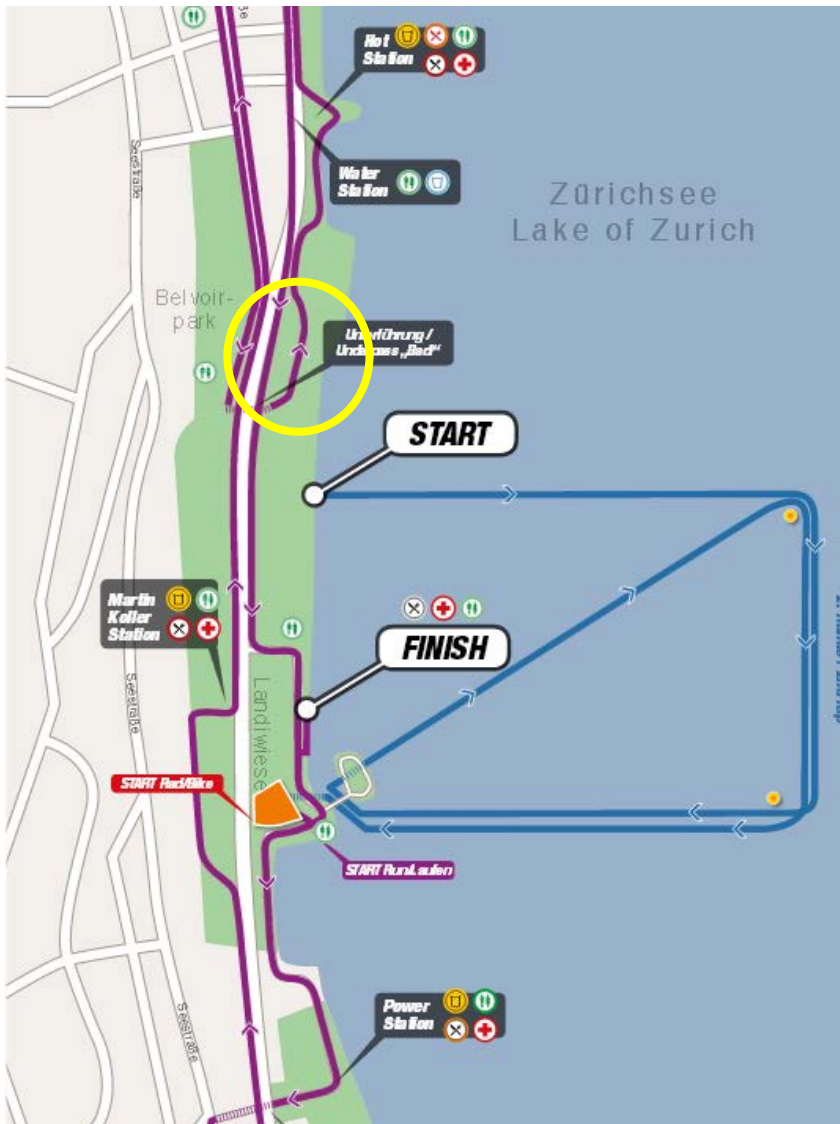 Hot
Station
Seestraße
Water
Station
Zürichsee
Lake of Zurich
Belvoir-
park
Unterführung /
Underpass „Bad“
START
Martin
Koller
Station
FINISH
Seestraße
Landiwiese
START Rad/Bike
START Run/Laufen
Power
Station
Seestraße